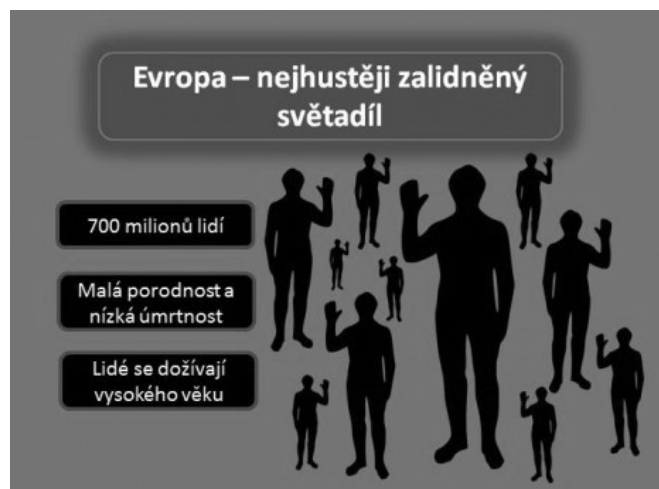 Evropa – nejhustěji zalidněný
světadíl
700 milionů lidí
Malá porodnost a
nízká úmrtnost
Lidé se dožívají
vysokého věku